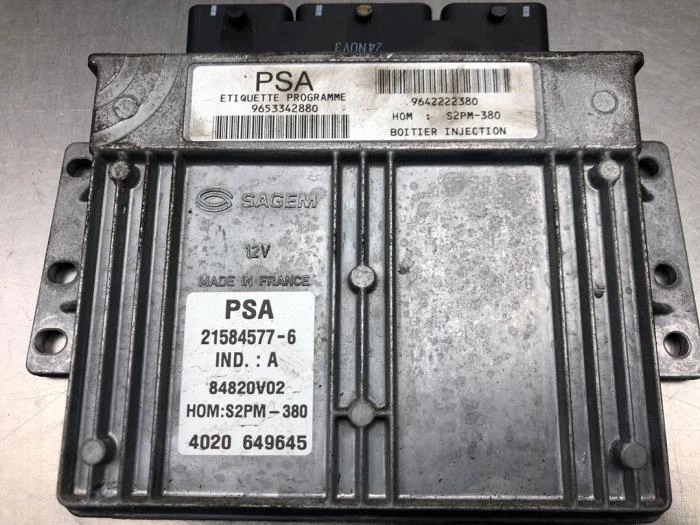 24NUV3
PSA
ETIQUETTE PROGRAMME
9653342880
9642222380
HOM : S2PM-380
BOITIER INJECTION
SAGEM
12V
MADE IN FRANCE
PSA
21584577-6
IND. : A
84820V02
HOM:S2PM-380
4020 649645